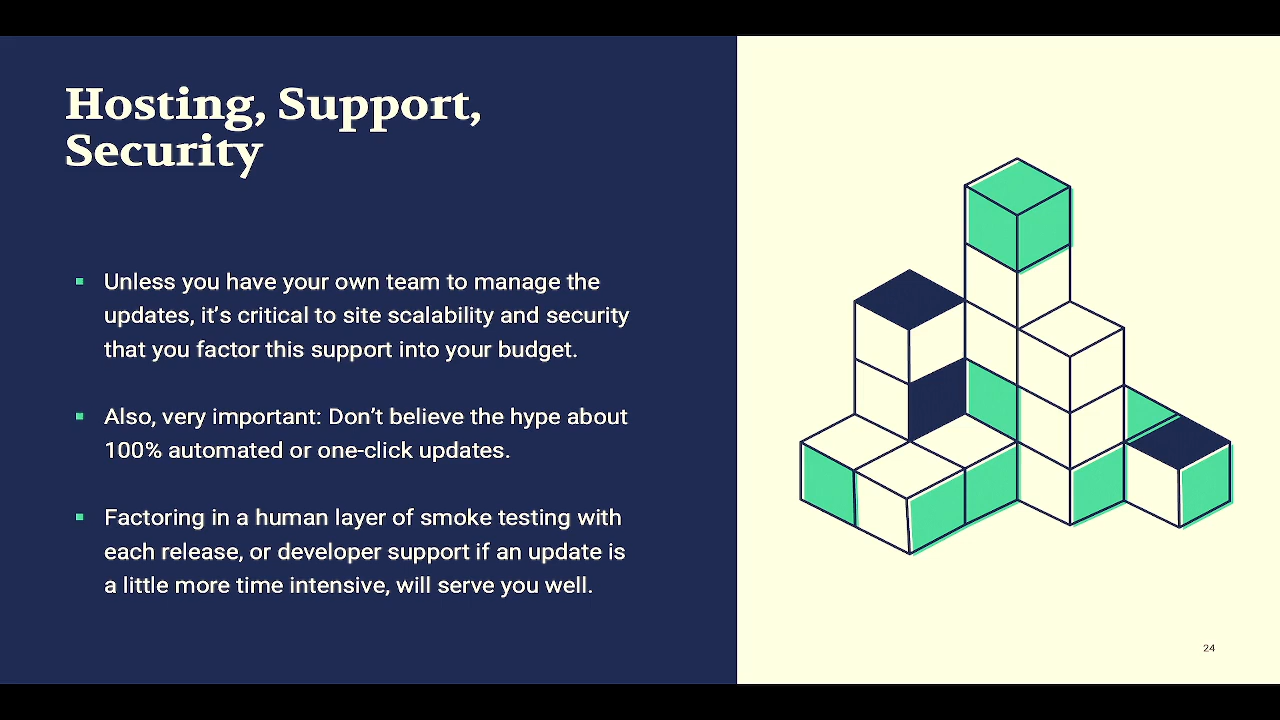 Hosting, Support,
Security
Unless you have your own team to manage the
updates, it’s critical to site scalability and security
that you factor this support into your budget.
Also, very important: Don’t believe the hype about
100% automated or one-click updates.
Factoring in a human layer of smoke testing with
each release, or developer support if an update is
a little more time intensive, will serve you well.
24